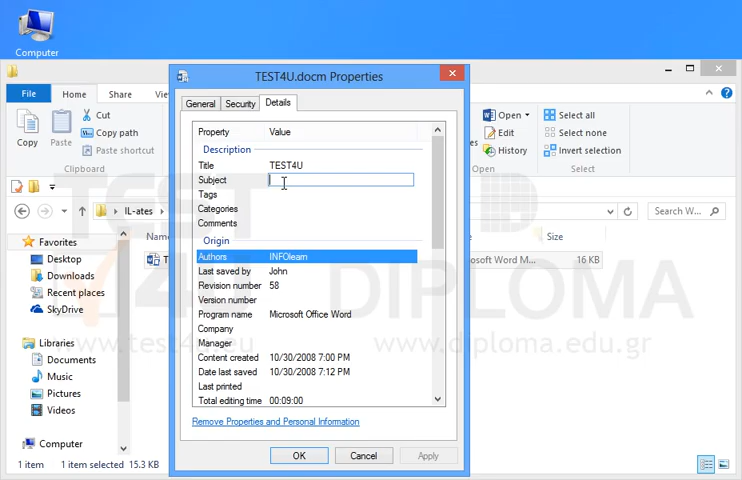 Computer
TEST4U.docm Properties
File
Home
Share
General
Security
Details
Copy
Paste
Cut
Copy path
Paste shortcut
Clipboard
Open
Edit
History
Select all
Select none
Invert selection
Select
Property
Value
Description
Title
TEST4U
Subject
Tags
Categories
Comments
Origin
Authors
INFOlearn
Last saved by
John
Revision number
58
Version number
Program name
Microsoft Office Word
Company
Manager
Content created
10/30/2008 7:00 PM
Date last saved
10/30/2008 7:12 PM
Last printed
Total editing time
00:09:00
Remove Properties and Personal Information
OK
Cancel
Apply
IL-ates
Search W...
Favorites
Desktop
Downloads
Recent places
SkyDrive
Libraries
Documents
Music
Pictures
Videos
Computer
Size
16 KB
1 item
1 item selected
15.3 KB
TEST
4U
DIPLOMA
www.diploma.edu.gr